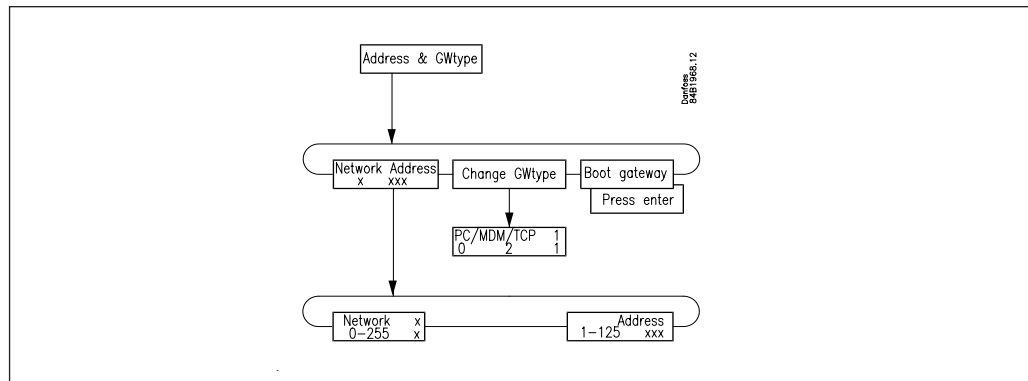 Address & GWtype
Danfoss
84B1968.12
Network Address
x xxx
Change GWtype
Boot gateway
Press enter
PC/MDM/TCP 1
0 2 1
Network x
0-255 x
Address
1-125 xxx